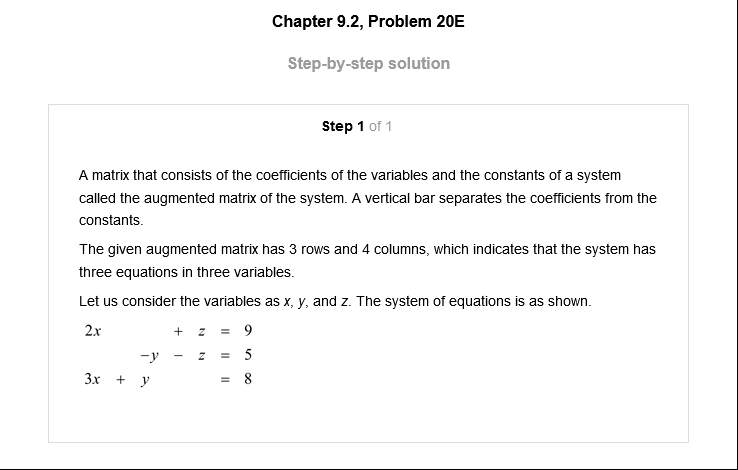 Chapter 9.2, Problem 20E
Step-by-step solution
Step 1 of 1
A matrix that consists of the coefficients of the variables and the constants of a system
called the augmented matrix of the system. A vertical bar separates the coefficients from the
constants.
The given augmented matrix has 3 rows and 4 columns, which indicates that the system has
three equations in three variables.
Let us consider the variables as x, y, and z. The system of equations is as shown.
2x + z = 9
−y − z = 5
3x + y = 8